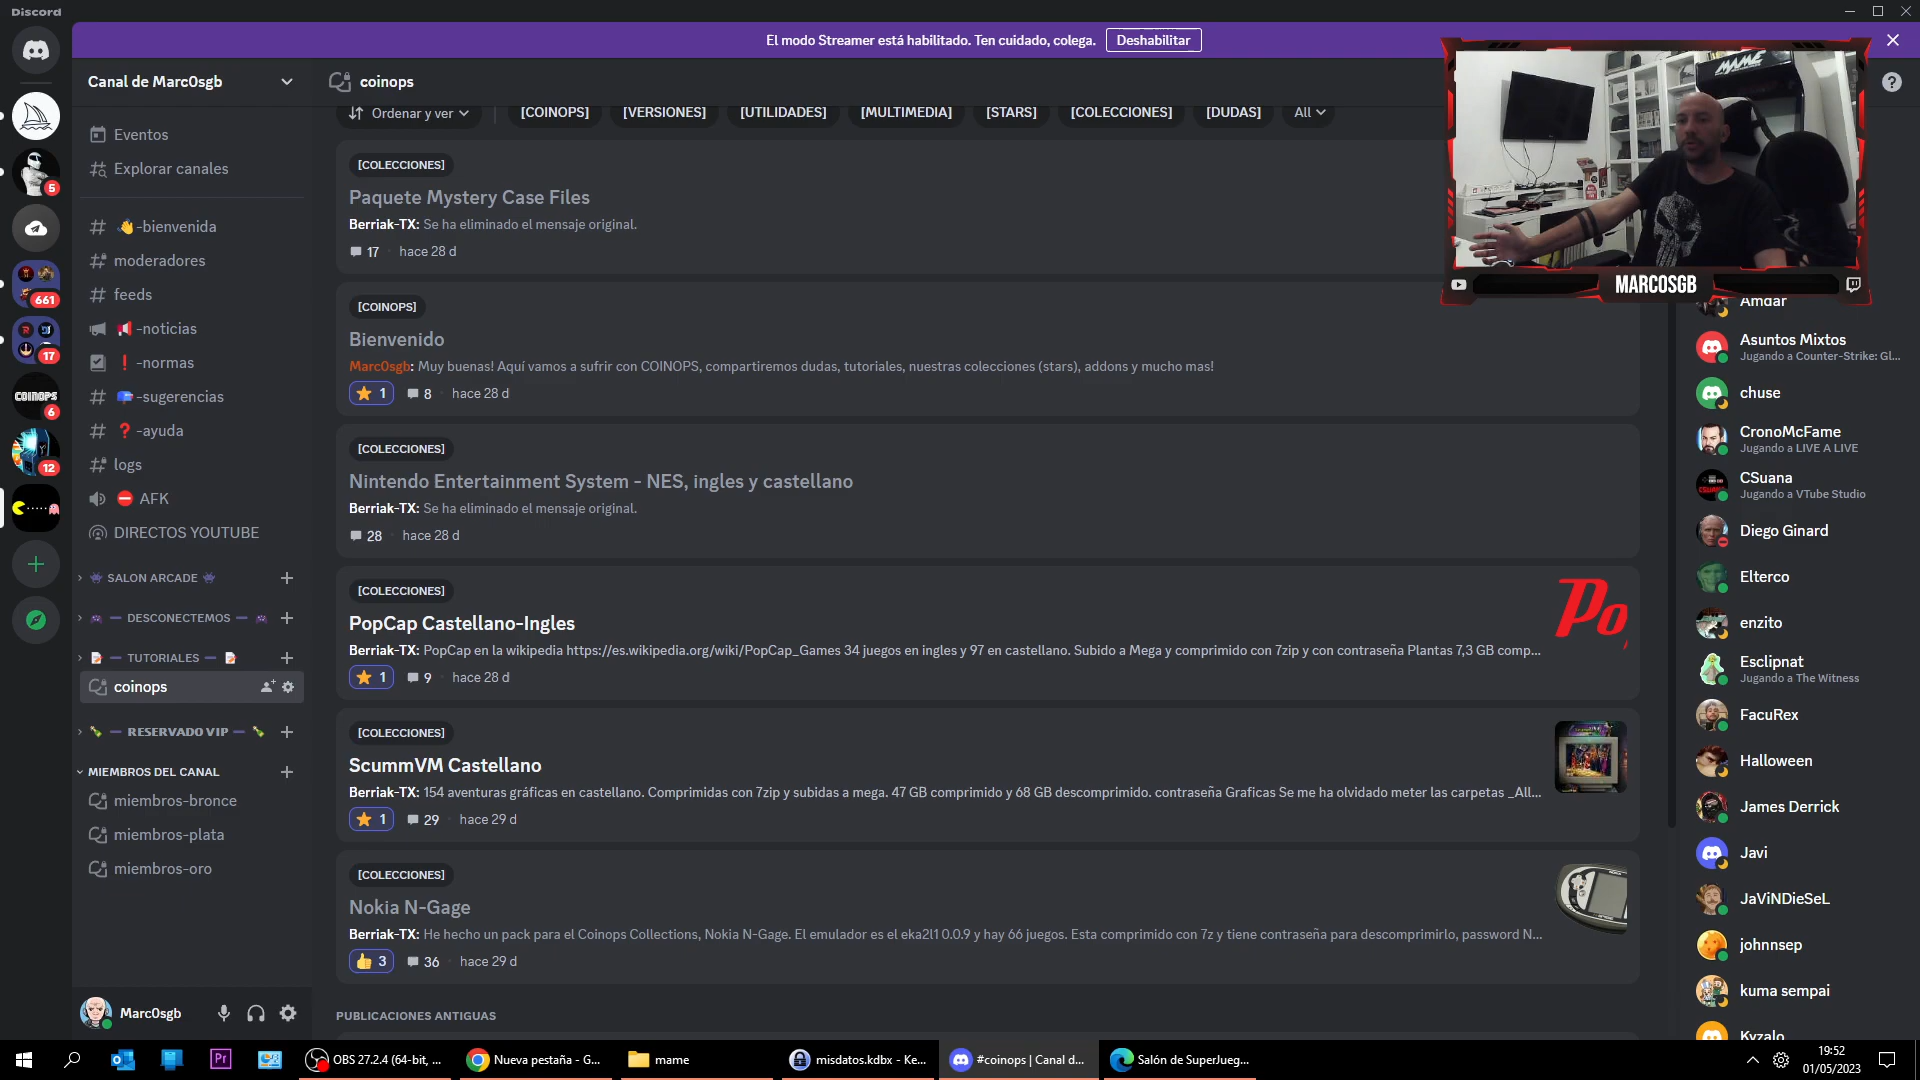 Discord
El modo Streamer está habilitado. Ten cuidado, colega.
Deshabilitar
Canal de Marc0sgb
coinops
Eventos
Explorar canales
👋-bienvenida
moderadores
feeds
-noticias
❗-normas
-sugerencias
❓-ayuda
logs
⛔ AFK
DIRECTOS YOUTUBE
SALON ARCADE
DESCONECTEMOS
TUTORIALES
coinops
RESERVADO VIP
MIEMBROS DEL CANAL
miembros-bronce
miembros-plata
miembros-oro
Marc0sgb
5
661
17
COINOPS
6
12
Ordenar y ver
[COINOPS]
[VERSIONES]
[UTILIDADES]
[MULTIMEDIA]
[STARS]
[COLECCIONES]
[DUDAS]
All
[COLECCIONES]
Paquete Mystery Case Files
Berriak-TX: Se ha eliminado el mensaje original.
17 · hace 28 d
[COINOPS]
Bienvenido
Marc0sgb: Muy buenas! Aquí vamos a sufrir con COINOPS, compartiremos dudas, tutoriales, nuestras colecciones (stars), addons y mucho mas!
⭐ 1 8 · hace 28 d
[COLECCIONES]
Nintendo Entertainment System - NES, ingles y castellano
Berriak-TX: Se ha eliminado el mensaje original.
28 · hace 28 d
[COLECCIONES]
PopCap Castellano-Ingles
Berriak-TX: PopCap en la wikipedia https://es.wikipedia.org/wiki/PopCap_Games 34 juegos en ingles y 97 en castellano. Subido a Mega y comprimido con 7zip y con contraseña Plantas 7,3 GB comp...
⭐ 1 9 · hace 28 d
Po
[COLECCIONES]
ScummVM Castellano
Berriak-TX: 154 aventuras gráficas en castellano. Comprimidas con 7zip y subidas a mega. 47 GB comprimido y 68 GB descomprimido. contraseña Graficas Se me ha olvidado meter las carpetas _All...
⭐ 1 29 · hace 29 d
[COLECCIONES]
Nokia N-Gage
Berriak-TX: He hecho un pack para el Coinops Collections, Nokia N-Gage. El emulador es el eka2l1 0.0.9 y hay 66 juegos. Esta comprimido con 7z y tiene contraseña para descomprimirlo, password N...
👍 3 36 · hace 29 d
PUBLICACIONES ANTIGUAS
MAME
MARCOSGB
Amdar
Asuntos Mixtos
Jugando a Counter-Strike: Gl...
chuse
CronoMcFame
Jugando a LIVE A LIVE
CSuana
Jugando a VTube Studio
Diego Ginard
Elterco
enzito
Esclipnat
Jugando a The Witness
FacuRex
Halloween
James Derrick
Javi
JaViNDieSeL
johnnsep
kuma sempai
Kyzalo
Pr
OBS 27.2.4 (64-bit, ...
Nueva pestaña - G...
mame
misdatos.kdbx - Ke...
#coinops | Canal d...
Salón de SuperJueg...
19:52
01/05/2023